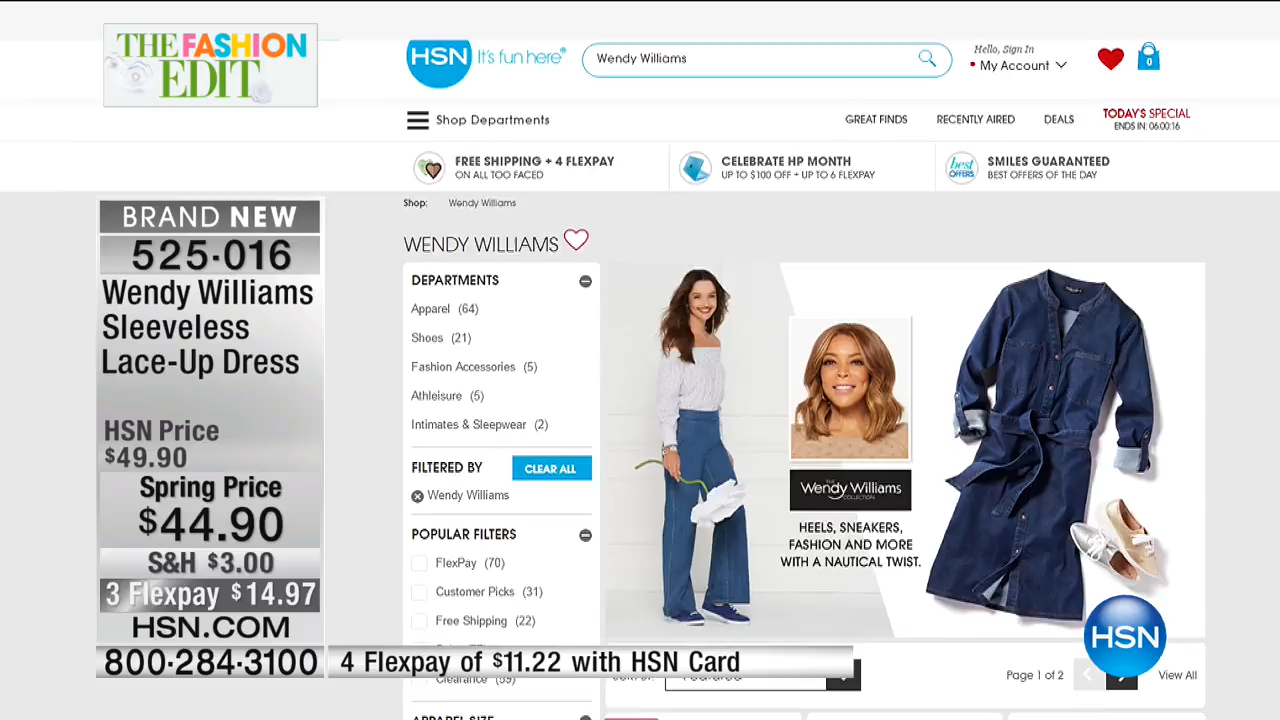 THE FASHION
EDIT
HSN It's fun here®
Wendy Williams
Hello, Sign In
My Account
0
Shop Departments
GREAT FINDS
RECENTLY AIRED
DEALS
TODAY'S SPECIAL
ENDS IN: 06:00:16
FREE SHIPPING + 4 FLEXPAY
ON ALL TOO FACED
CELEBRATE HP MONTH
UP TO $100 OFF + UP TO 6 FLEXPAY
best
OFFERS
SMILES GUARANTEED
BEST OFFERS OF THE DAY
BRAND NEW
525-016
Wendy Williams
Sleeveless
Lace-Up Dress
HSN Price
$49.90
Spring Price
$44.90
S&H $3.00
3 Flexpay $14.97
HSN.COM
800-284-3100
4 Flexpay of $11.22 with HSN Card
Shop: Wendy Williams
WENDY WILLIAMS
DEPARTMENTS
Apparel (64)
Shoes (21)
Fashion Accessories (5)
Athleisure (5)
Intimates & Sleepwear (2)
FILTERED BY
CLEAR ALL
Wendy Williams
POPULAR FILTERS
FlexPay (70)
Customer Picks (31)
Free Shipping (22)
Clearance (59)
APPAREL SIZE
THE
Wendy Williams
COLLECTION
HEELS, SNEAKERS,
FASHION AND MORE
WITH A NAUTICAL TWIST.
HSN
Page 1 of 2
View All